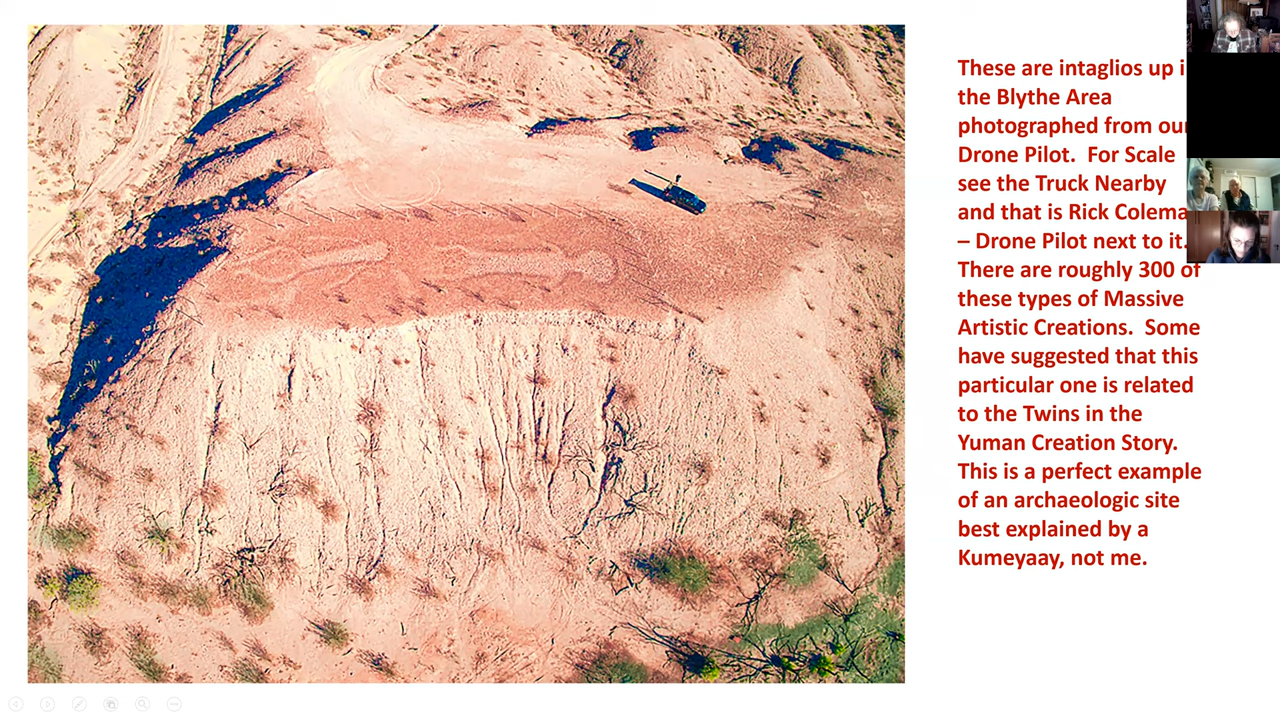 These are intaglios up i
the Blythe Area
photographed from our
Drone Pilot. For Scale
see the Truck Nearby
and that is Rick Colema
– Drone Pilot next to it.
There are roughly 300 of
these types of Massive
Artistic Creations. Some
have suggested that this
particular one is related
to the Twins in the
Yuman Creation Story.
This is a perfect example
of an archaeologic site
best explained by a
Kumeyaay, not me.